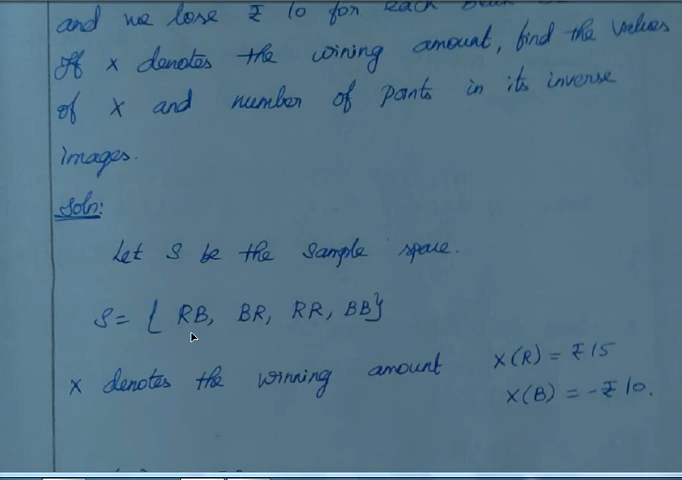 and we lose ₹ 10 for each
If x denotes the wining amount, find the values
of x and number of points in its inverse
images.
Soln:
Let S be the sample space.
S = { RB, BR, RR, BB}
x denotes the winning amount X(R) = ₹ 15
X(B) = -₹ 10.